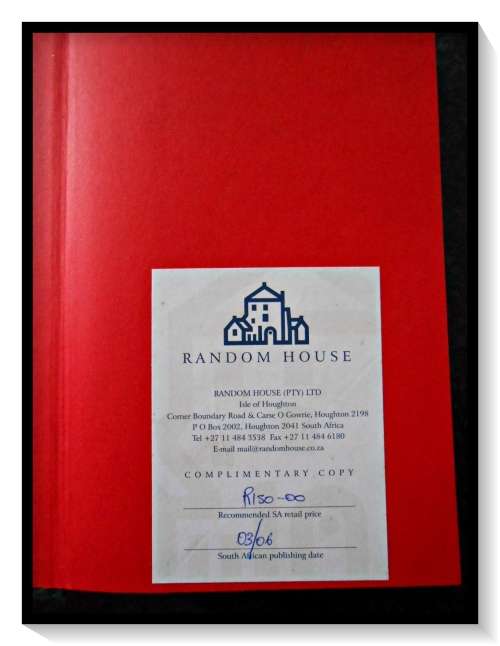 RANDOM HOUSE
RANDOM HOUSE (PTY) LTD
Isle of Houghton
Corner Boundary Road & Carse O Gowrie, Houghton 2198
P O Box 2002, Houghton 2041 South Africa
Tel +27 11 484 3538 Fax +27 11 484 6180
E-mail mail@randomhouse.co.za
COMPLIMENTARY COPY
R150-00
Recommended SA retail price
03/06
South African publishing date